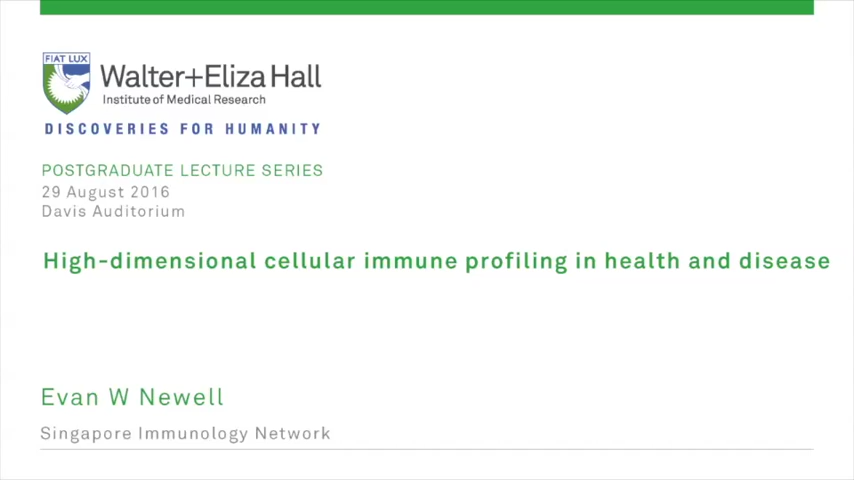 FIAT LUX
Walter+Eliza Hall
Institute of Medical Research
DISCOVERIES FOR HUMANITY
POSTGRADUATE LECTURE SERIES
29 August 2016
Davis Auditorium
High-dimensional cellular immune profiling in health and disease
Evan W Newell
Singapore Immunology Network